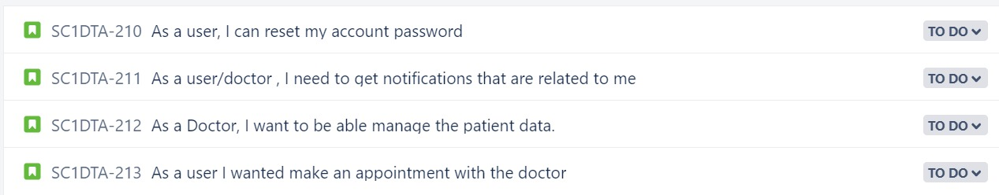 SC1DTA-210 As a user, I can reset my account password TO DO
SC1DTA-211 As a user/doctor , I need to get notifications that are related to me TO DO
SC1DTA-212 As a Doctor, I want to be able manage the patient data. TO DO
SC1DTA-213 As a user I wanted make an appointment with the doctor TO DO